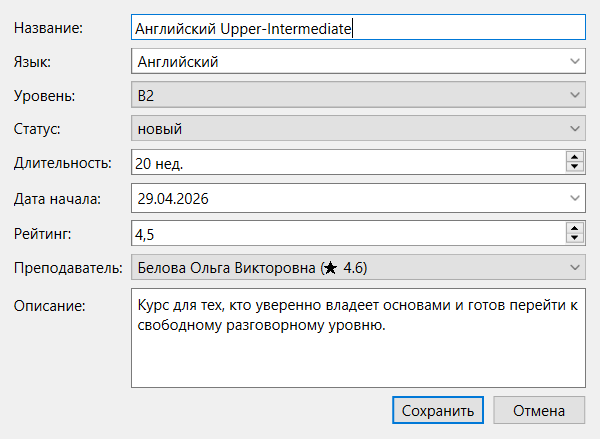 Название: Английский Upper-Intermediate
Язык: Английский
Уровень: B2
Статус: новый
Длительность: 20 нед.
Дата начала: 29.04.2026
Рейтинг: 4,5
Преподаватель: Белова Ольга Викторовна (★ 4.6)
Описание: Курс для тех, кто уверенно владеет основами и готов перейти к
свободному разговорному уровню.
Сохранить Отмена